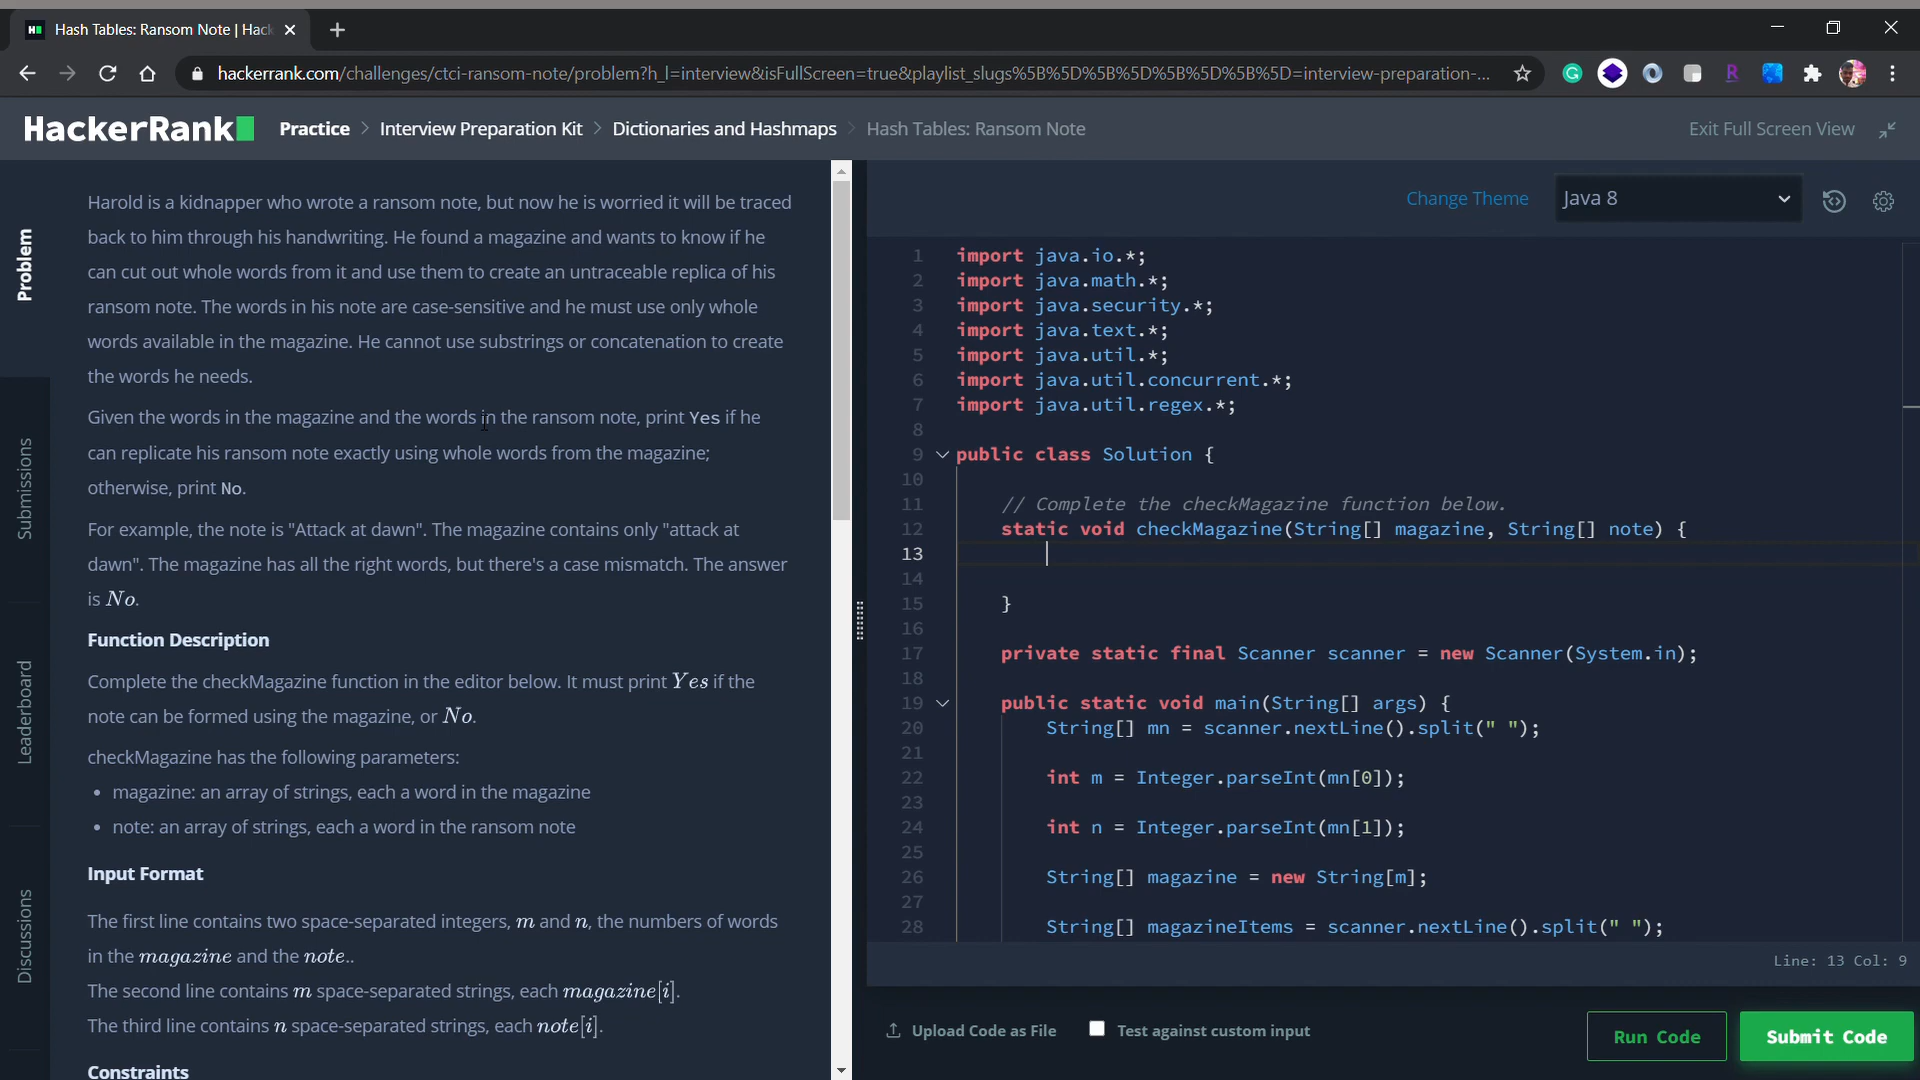 Hash Tables: Ransom Note | Hack
hackerrank.com/challenges/ctci-ransom-note/problem?h_l=interview&isFullScreen=true&playlist_slugs%5B%5D%5B%5D%5B%5D=interview-preparation-...
HackerRank
Practice > Interview Preparation Kit > Dictionaries and Hashmaps > Hash Tables: Ransom Note
Exit Full Screen View
Problem
Submissions
Leaderboard
Discussions
Harold is a kidnapper who wrote a ransom note, but now he is worried it will be traced
back to him through his handwriting. He found a magazine and wants to know if he
can cut out whole words from it and use them to create an untraceable replica of his
ransom note. The words in his note are case-sensitive and he must use only whole
words available in the magazine. He cannot use substrings or concatenation to create
the words he needs.
Given the words in the magazine and the words in the ransom note, print Yes if he
can replicate his ransom note exactly using whole words from the magazine;
otherwise, print No.
For example, the note is "Attack at dawn". The magazine contains only "attack at
dawn". The magazine has all the right words, but there's a case mismatch. The answer
is No.
Function Description
Complete the checkMagazine function in the editor below. It must print Yes if the
note can be formed using the magazine, or No.
checkMagazine has the following parameters:
• magazine: an array of strings, each a word in the magazine
• note: an array of strings, each a word in the ransom note
Input Format
The first line contains two space-separated integers, m and n, the numbers of words
in the magazine and the note..
The second line contains m space-separated strings, each magazine[i].
The third line contains n space-separated strings, each note[i].
Constraints
Change Theme
Java 8
1 import java.io.*;
2 import java.math.*;
3 import java.security.*;
4 import java.text.*;
5 import java.util.*;
6 import java.util.concurrent.*;
7 import java.util.regex.*;
8
9 public class Solution {
10
11 // Complete the checkMagazine function below.
12 static void checkMagazine(String[] magazine, String[] note) {
13
14
15 }
16
17 private static final Scanner scanner = new Scanner(System.in);
18
19 public static void main(String[] args) {
20 String[] mn = scanner.nextLine().split(" ");
21
22 int m = Integer.parseInt(mn[0]);
23
24 int n = Integer.parseInt(mn[1]);
25
26 String[] magazine = new String[m];
27
28 String[] magazineItems = scanner.nextLine().split(" ");
Line: 13 Col: 9
Upload Code as File
Test against custom input
Run Code
Submit Code